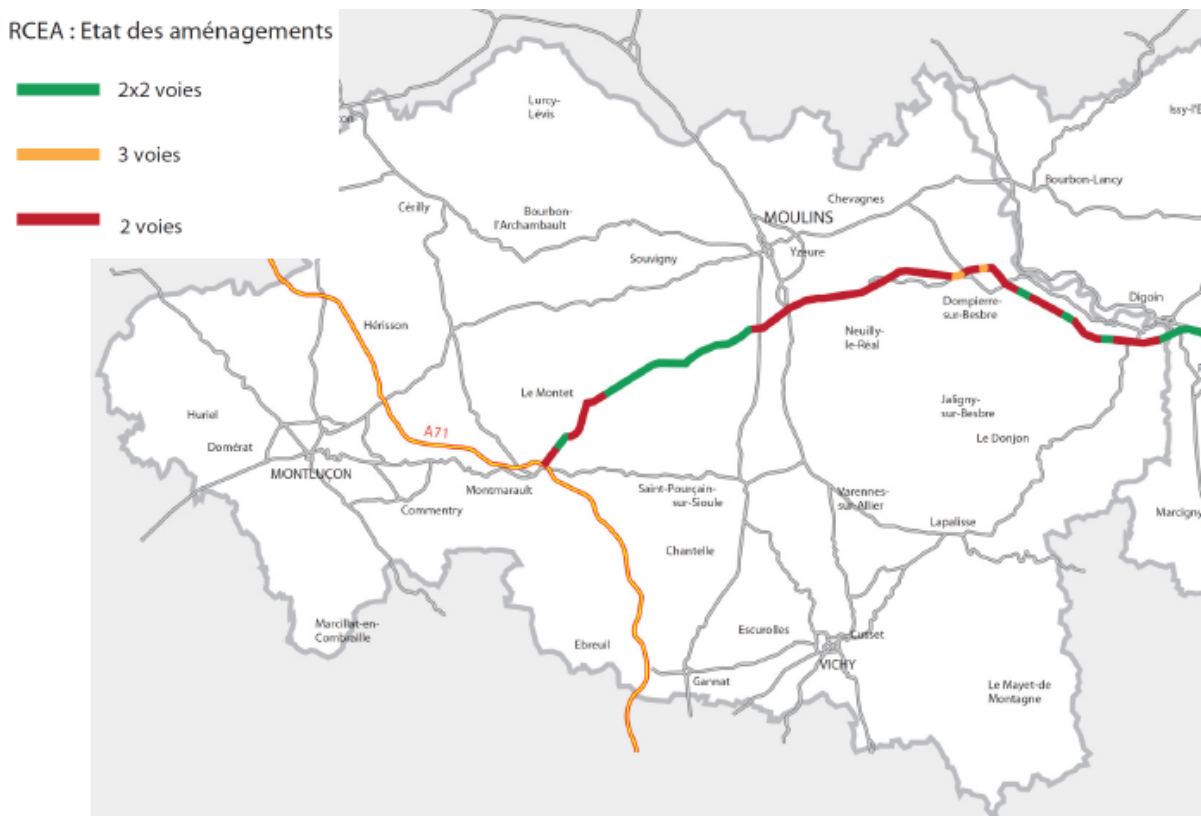 RCEA : Etat des aménagements
2x2 voies
3 voies
2 voies
Lurcy-
Lévis
Bourbon-Lancy
Chevagnes
Cérilly
Bourbon-
l'Archambault
MOULINS
Yzeure
Souvigny
Digoin
Dompierre-
sur-Besbre
Hérisson
Neuilly-
le-Réal
Le Montet
Jaligny-
sur-Besbre
Huriel
A71
Le Donjon
Domérat
MONTLUÇON
Montmarault
Saint-Pourçain-
sur-Sioule
Varennes-
sur-Allier
Commentry
Lapalisse
Marcigny
Chantelle
Marcillat-en-
Combraille
Escurolles
Cusset
Ebreuil
VICHY
Gannat
Le Mayet-de
Montagne